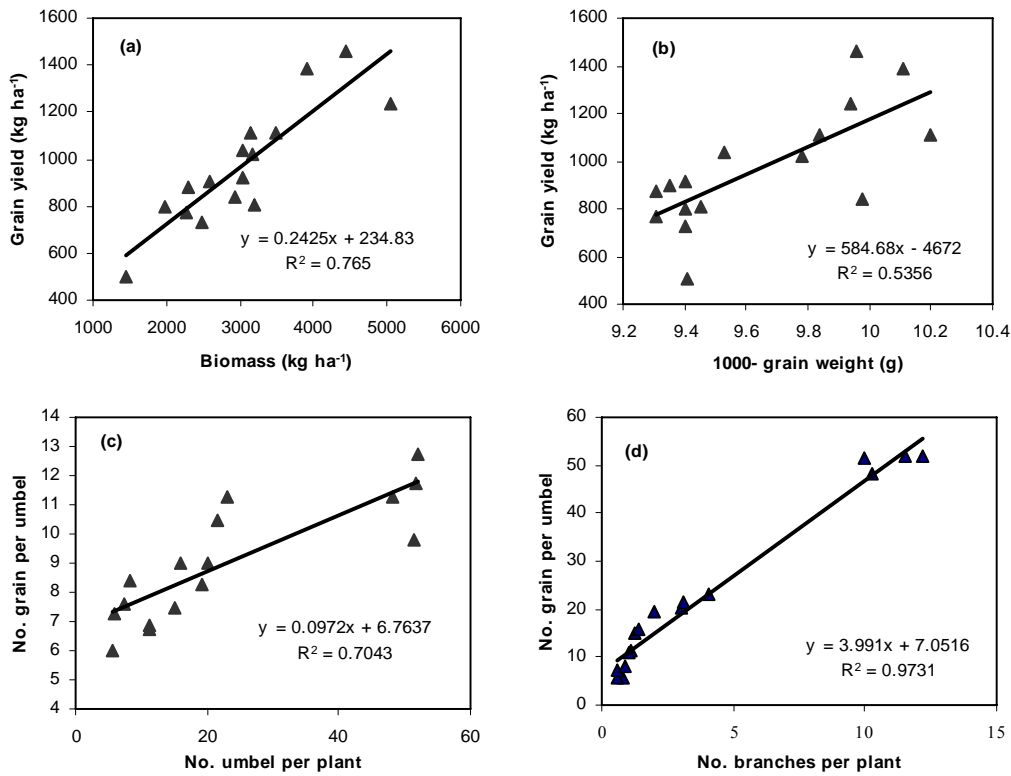 (a)
Grain yield (kg ha-1)
1600
1400
1200
1000
800
600
400
y = 0.2425x + 234.83
R2 = 0.765
1000 2000 3000 4000 5000 6000
Biomass (kg ha-1)
(b)
Grain yield (kg ha-1)
1600
1400
1200
1000
800
600
400
y = 584.68x - 4672
R2 = 0.5356
9.2 9.4 9.6 9.8 10 10.2 10.4
1000- grain weight (g)
(c)
No. grain per umbel
14
13
12
11
10
9
8
7
6
5
4
y = 0.0972x + 6.7637
R2 = 0.7043
0 20 40 60
No. umbel per plant
(d)
No. grain per umbel
60
50
40
30
20
10
0
y = 3.991x + 7.0516
R2 = 0.9731
0 5 10 15
No. branches per plant